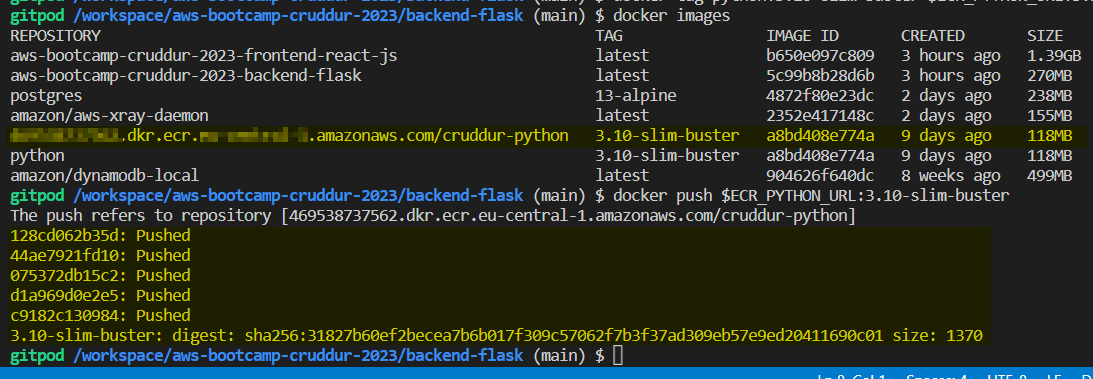 gitpod /workspace/aws-bootcamp-cruddur-2023/backend-flask (main) $ docker images
REPOSITORY TAG IMAGE ID CREATED SIZE
aws-bootcamp-cruddur-2023-frontend-react-js latest b650e097c809 3 hours ago 1.39GB
aws-bootcamp-cruddur-2023-backend-flask latest 5c99b8b28d6b 3 hours ago 270MB
postgres 13-alpine 4872f80e23dc 2 days ago 238MB
amazon/aws-xray-daemon latest 2352e417148c 2 days ago 155MB
.dkr.ecr. .amazonaws.com/cruddur-python 3.10-slim-buster a8bd408e774a 9 days ago 118MB
python 3.10-slim-buster a8bd408e774a 9 days ago 118MB
amazon/dynamodb-local latest 904626f640dc 8 weeks ago 499MB
gitpod /workspace/aws-bootcamp-cruddur-2023/backend-flask (main) $ docker push $ECR_PYTHON_URL:3.10-slim-buster
The push refers to repository [469538737562.dkr.ecr.eu-central-1.amazonaws.com/cruddur-python]
128cd062b35d: Pushed
44ae7921fd10: Pushed
075372db15c2: Pushed
d1a969d0e2e5: Pushed
c9182c130984: Pushed
3.10-slim-buster: digest: sha256:31827b60ef2becea7b6b017f309c57062f7b3f37ad309eb57e9ed20411690c01 size: 1370
gitpod /workspace/aws-bootcamp-cruddur-2023/backend-flask (main) $